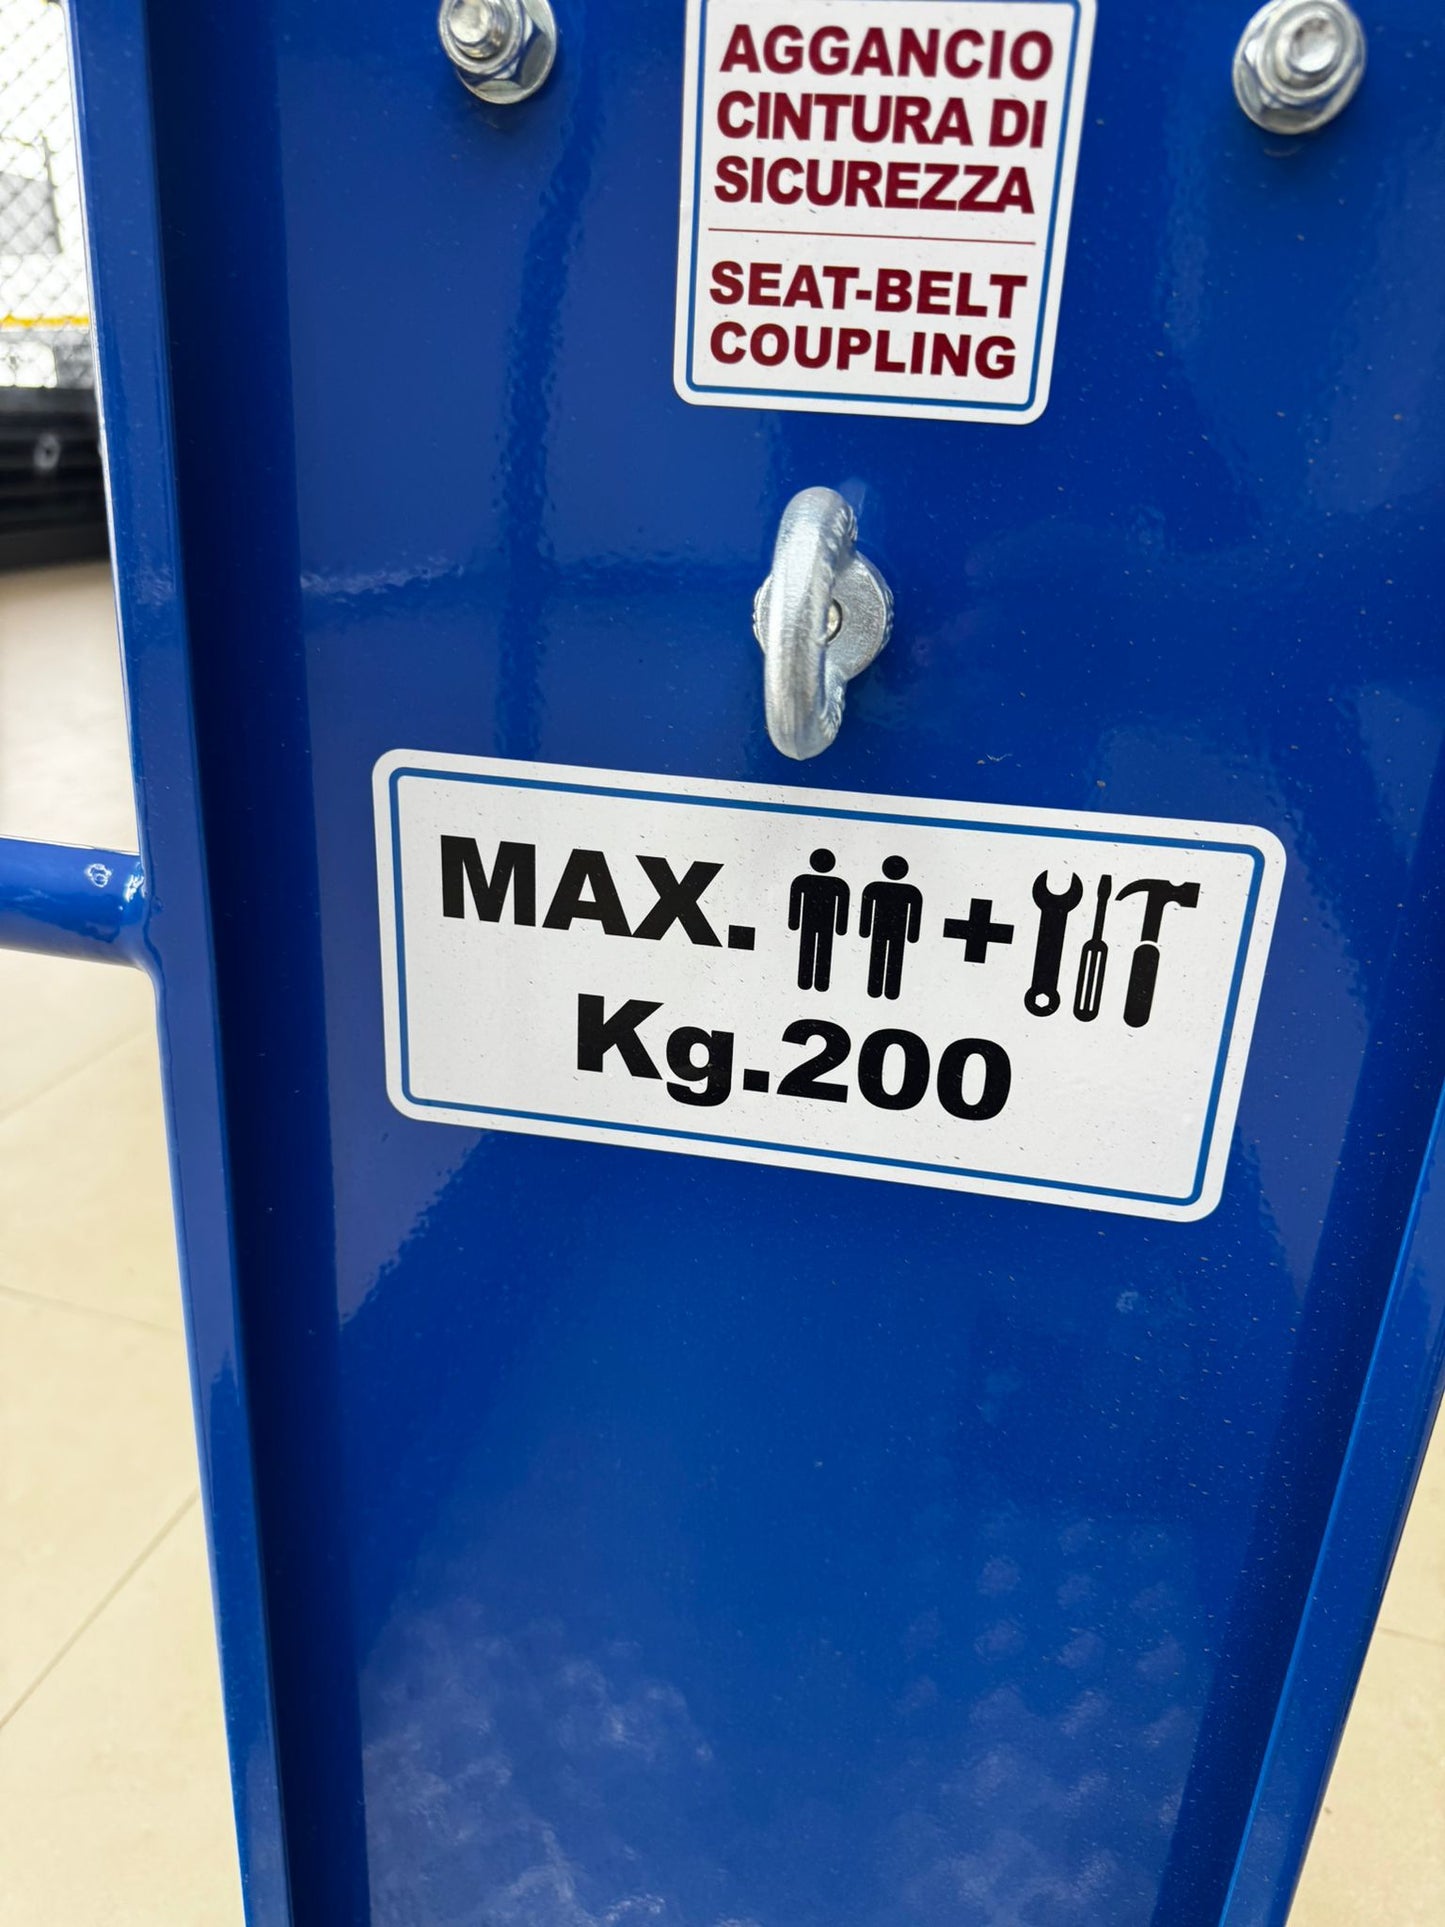 AGGANCIO
CINTURA DI
SICUREZZA
SEAT-BELT
COUPLING
MAX. +
Kg.200